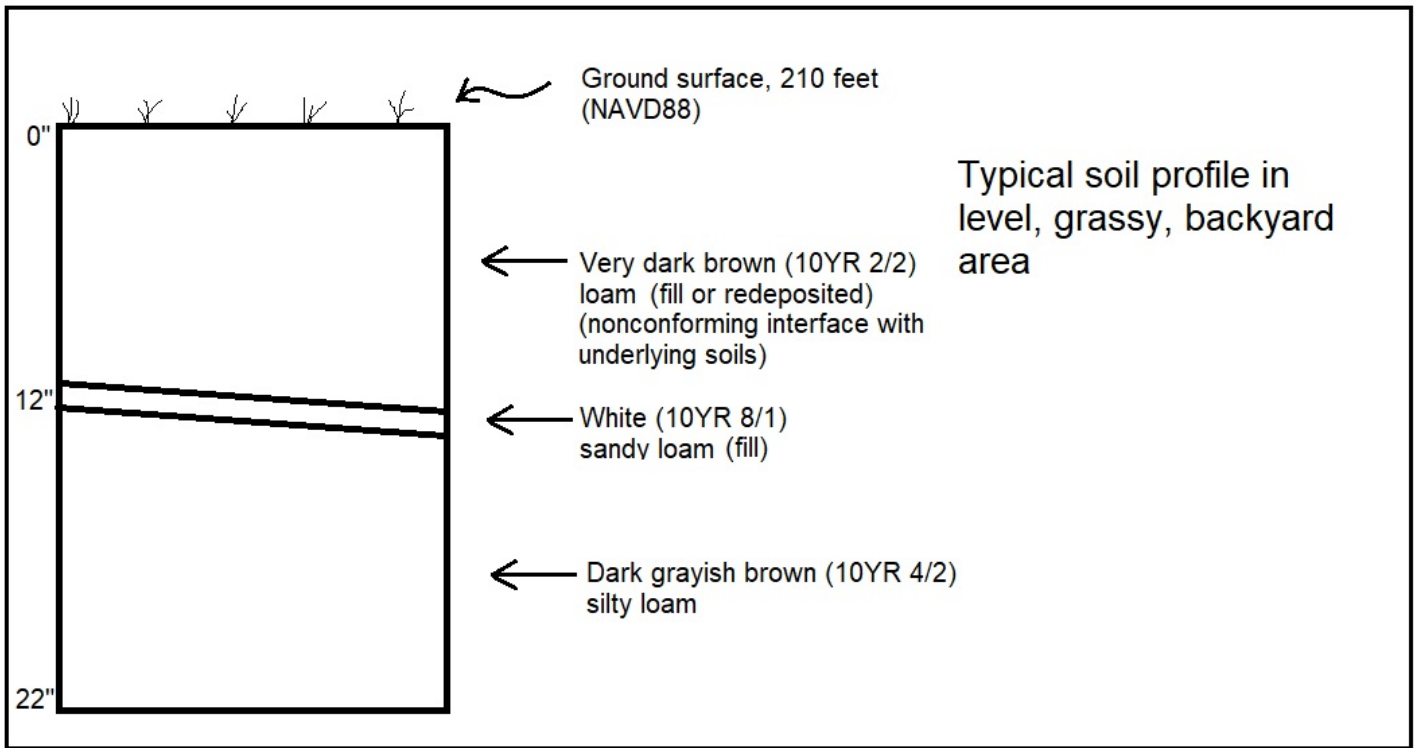 Ground surface, 210 feet
(NAVD88)
0"
Typical soil profile in
level, grassy, backyard
area
Very dark brown (10YR 2/2)
loam (fill or redeposited)
(nonconforming interface with
underlying soils)
12"
White (10YR 8/1)
sandy loam (fill)
Dark grayish brown (10YR 4/2)
silty loam
22"